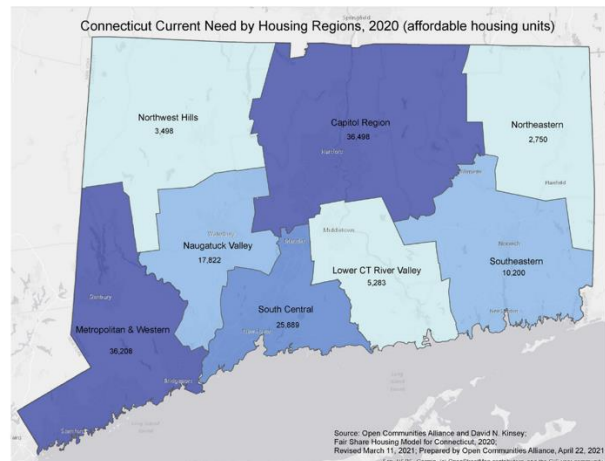 Connecticut Current Need by Housing Regions, 2020 (affordable housing units)
Northwest Hills
3,498
Capitol Region
36,498
Northeastern
2,750
Naugatuck Valley
17,822
Lower CT River Valley
5,283
Southeastern
10,200
South Central
25,889
Metropolitan & Western
36,208
Source: Open Communities Alliance and David N. Kinsey;
Fair Share Housing Model for Connecticut, 2020;
Revised March 11, 2021; Prepared by Open Communities Alliance, April 22, 2021